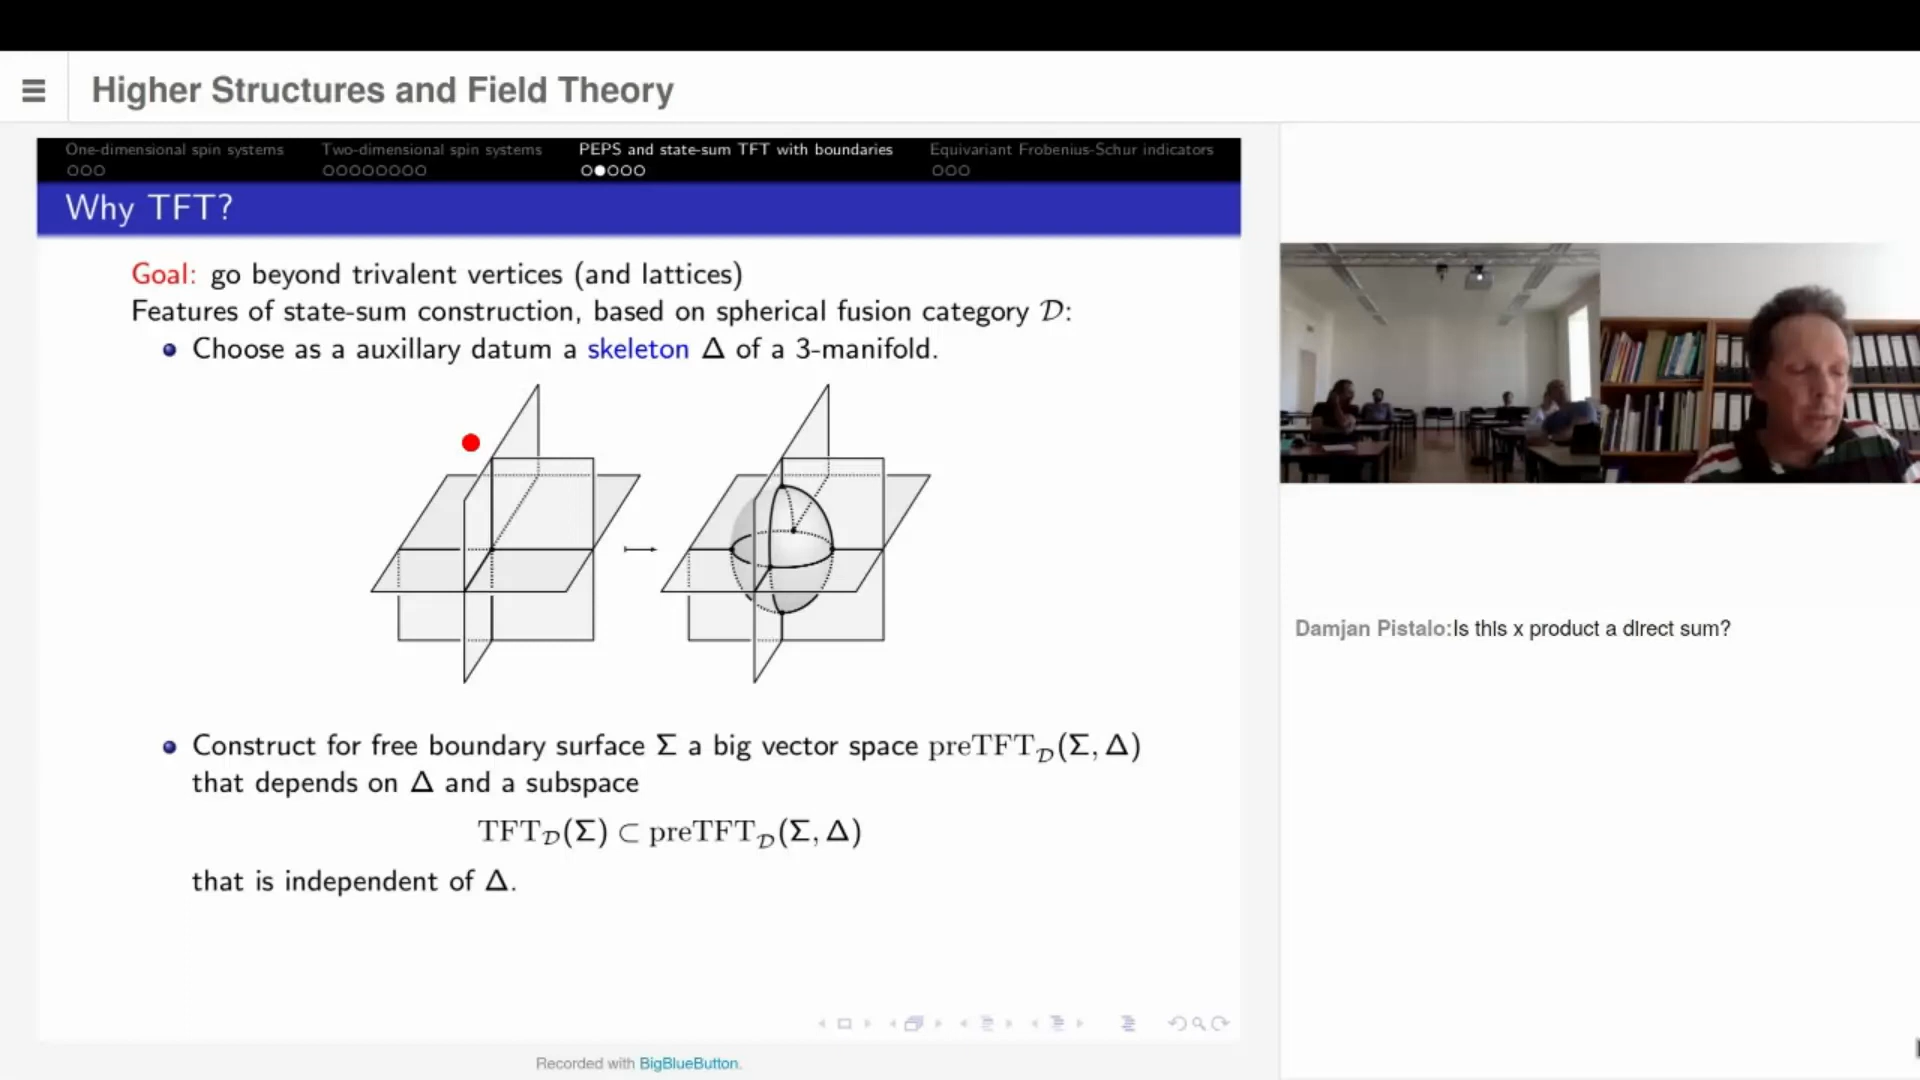 Higher Structures and Field Theory
One-dimensional spin systems
Two-dimensional spin systems
PEPS and state-sum TFT with boundaries
Equivariant Frobenius-Schur indicators
Why TFT?
Goal: go beyond trivalent vertices (and lattices)
Features of state-sum construction, based on spherical fusion category 𝒟:
Choose as a auxillary datum a skeleton Δ of a 3-manifold.
Construct for free boundary surface Σ a big vector space preTFT_𝒟(Σ, Δ)
that depends on Δ and a subspace
TFT_𝒟(Σ) ⊂ preTFT_𝒟(Σ, Δ)
that is independent of Δ.
Damjan Pistalo:Is this x product a direct sum?
Recorded with BigBlueButton.